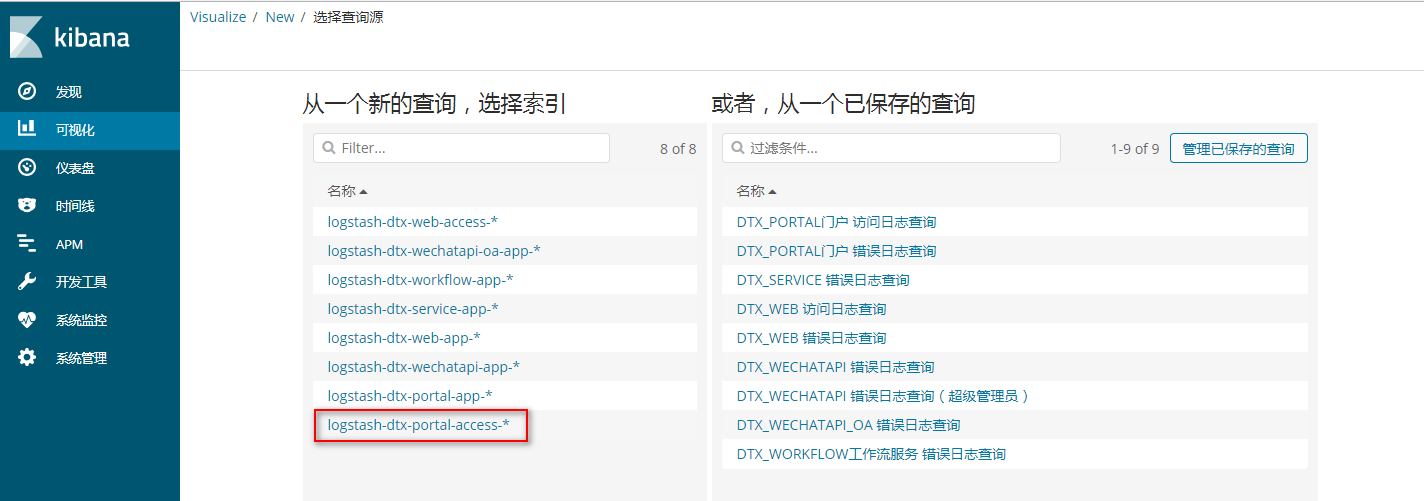 Visualize / New / 选择查询源
kibana
发现
可视化
仪表盘
时间线
APM
开发工具
系统监控
系统管理
从一个新的查询，选择索引
Filter...
8 of 8
名称
logstash-dtx-web-access-*
logstash-dtx-wechatapi-oa-app-*
logstash-dtx-workflow-app-*
logstash-dtx-service-app-*
logstash-dtx-web-app-*
logstash-dtx-wechatapi-app-*
logstash-dtx-portal-app-*
logstash-dtx-portal-access-*
或者，从一个已保存的查询
过滤条件...
1-9 of 9
管理已保存的查询
名称
DTX_PORTAL门户 访问日志查询
DTX_PORTAL门户 错误日志查询
DTX_SERVICE 错误日志查询
DTX_WEB 访问日志查询
DTX_WEB 错误日志查询
DTX_WECHATAPI 错误日志查询
DTX_WECHATAPI 错误日志查询（超级管理员）
DTX_WECHATAPI_OA 错误日志查询
DTX_WORKFLOW工作流服务 错误日志查询